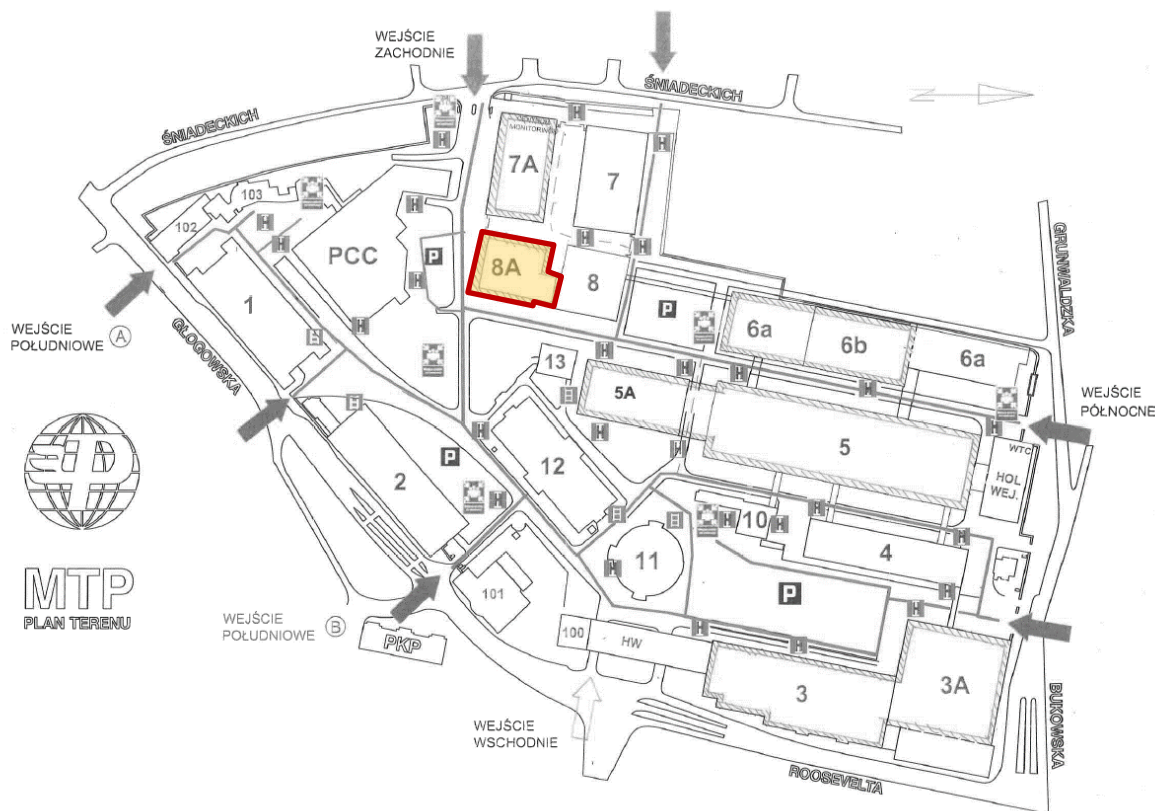 WEJŚCIE
ZACHODNIE
ŚNIADECKICH
ŚNIADECKICH
N
MONITORING
7A
7
H
103
102
PCC
P
8A
8
1
WEJŚCIE
POŁUDNIOWE A
GŁOGOWSKA
GRUNWALDZKA
P
6a
6b
6a
13
5A
5
WEJŚCIE
PÓŁNOCNE
WTC
HOL
WEJ.
2
P
12
10
4
11
P
MTP
PLAN TERENU
WEJŚCIE
POŁUDNIOWE B
101
PKP
100
HW
3
3A
WEJŚCIE
WSCHODNIE
ROOSEVELTA
BUKOWSKA